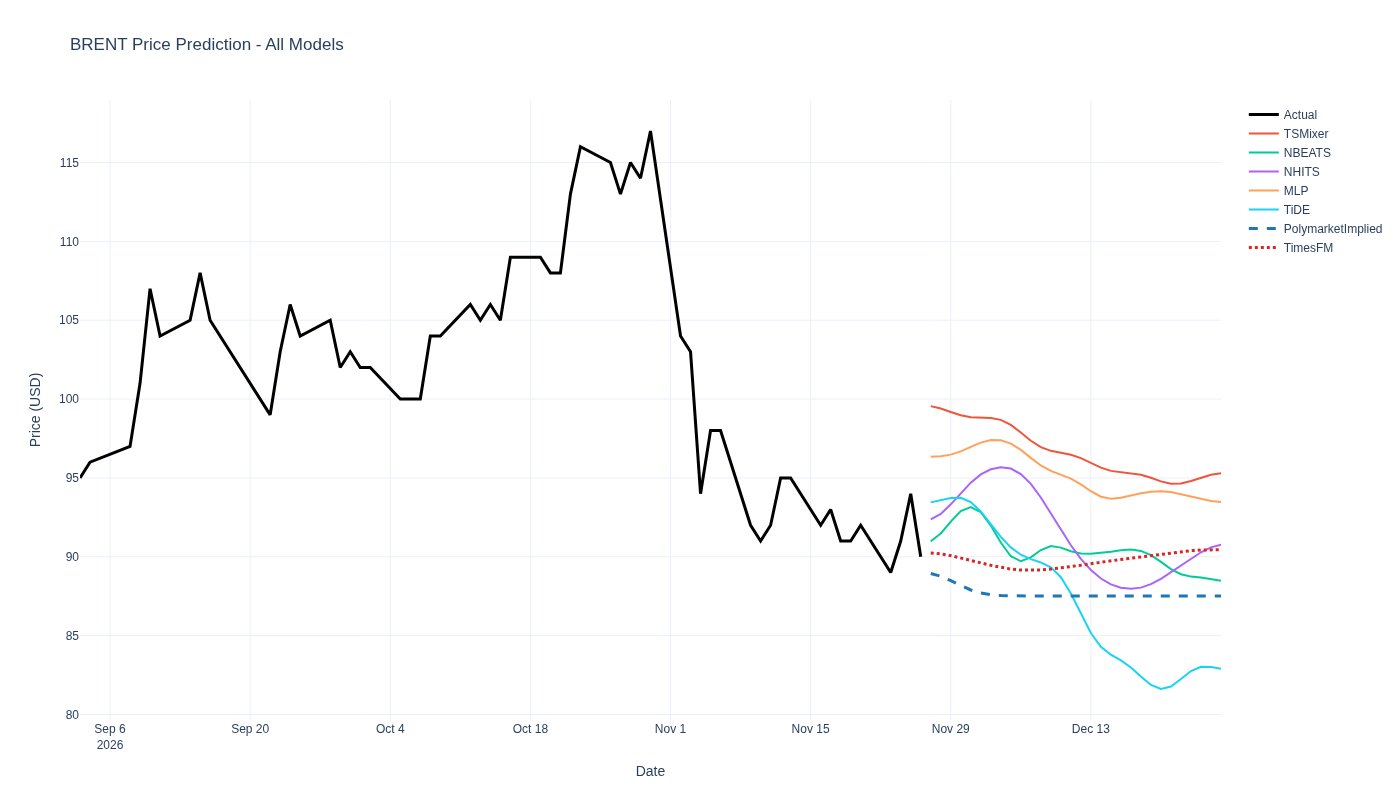 BRENT Price Prediction - All Models
Price (USD)
115
110
105
100
95
90
85
80
Sep 6
2026
Sep 20
Oct 4
Oct 18
Nov 1
Nov 15
Nov 29
Dec 13
Date
Actual
TSMixer
NBEATS
NHITS
MLP
TiDE
PolymarketImplied
TimesFM